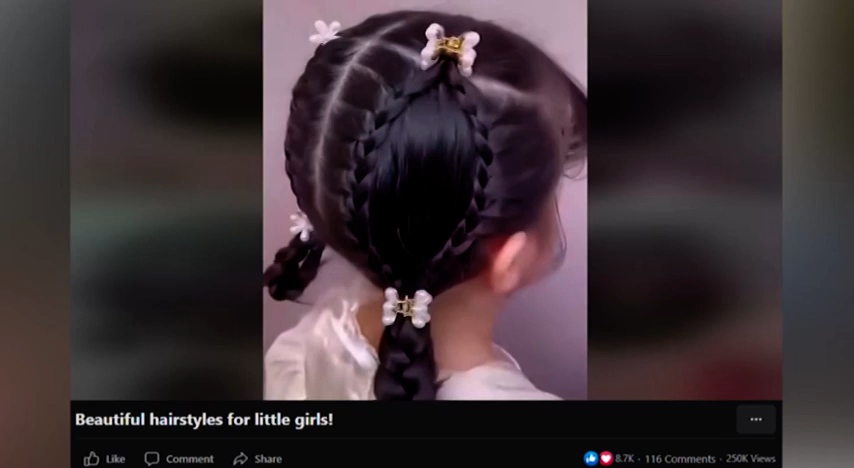 Beautiful hairstyles for little girls!
...
Like Comment Share 8.7K · 116 Comments · 250K Views